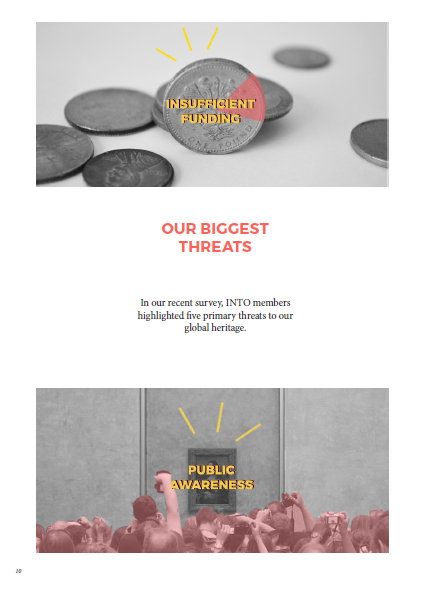 INSUFFICIENT
FUNDING
OUR BIGGEST
THREATS
In our recent survey, INTO members
highlighted five primary threats to our
global heritage.
PUBLIC
AWARENESS
10